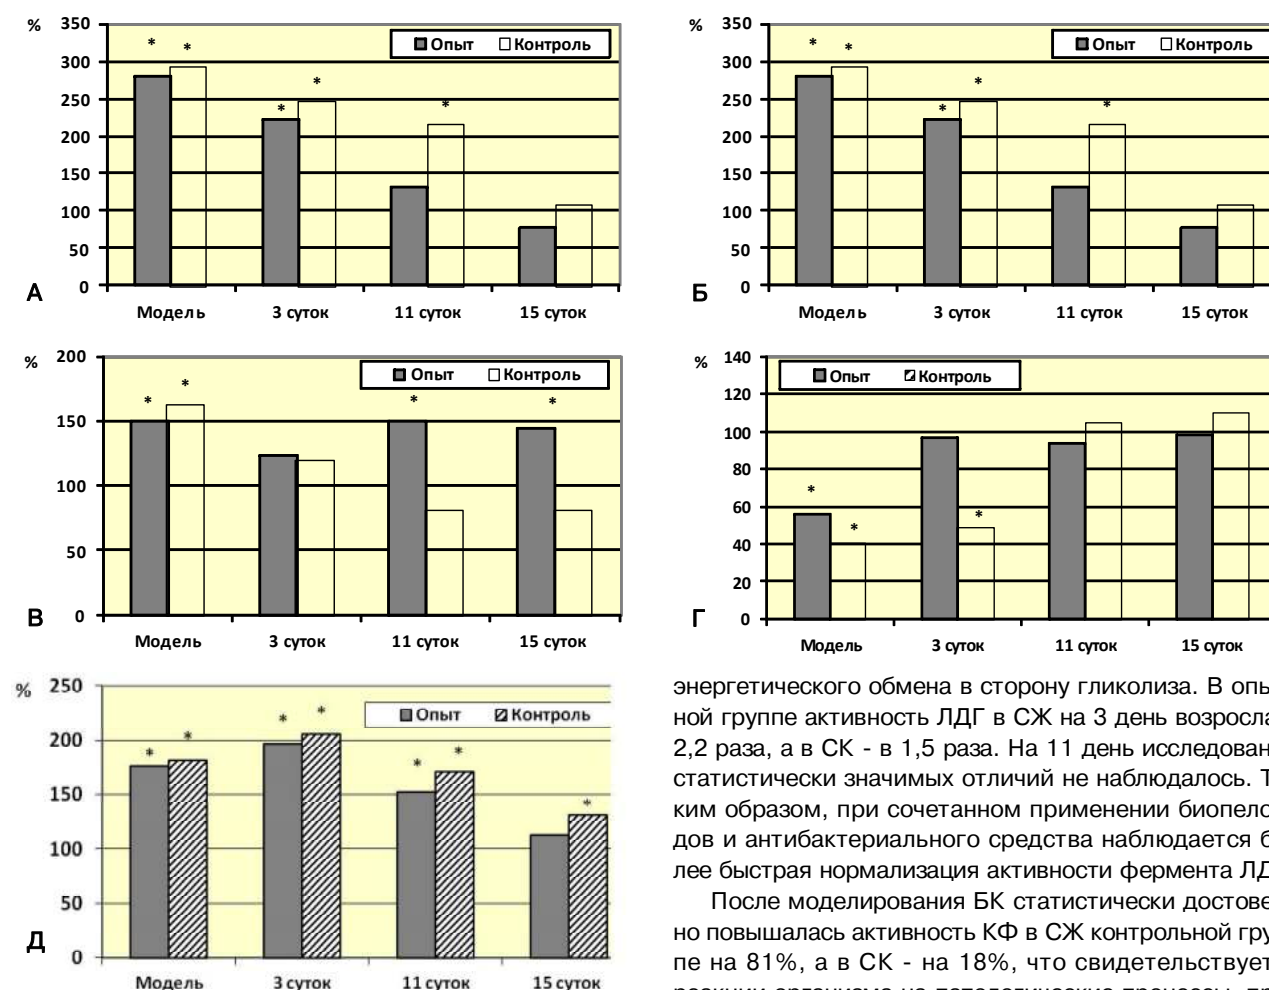 % 350 300 250 200 150 100 50 0
* * * * *
Опыт Контроль
А
Модель 3 суток 11 суток 15 суток
% 350 300 250 200 150 100 50 0
* * * * *
Опыт Контроль
Б
Модель 3 суток 11 суток 15 суток
% 200 150 100 50 0
* * * *
Опыт Контроль
В
Модель 3 суток 11 суток 15 суток
% 140 120 100 80 60 40 20 0
* * *
Опыт Контроль
Г
Модель 3 суток 11 суток 15 суток
% 250 200 150 100 50 0
* * * * * * *
Опыт Контроль
Д
Модель 3 суток 11 суток 15 суток
энергетического обмена в сторону гликолиза. В опы
ной группе активность ЛДГ в СЖ на 3 день возросла
2,2 раза, а в СК - в 1,5 раза. На 11 день исследован
статистически значимых отличий не наблюдалось. Т
ким образом, при сочетанном применении биопело
дов и антибактериального средства наблюдается б
лее быстрая нормализация активности фермента ЛД
После моделирования БК статистически достове
но повышалась активность КФ в СЖ контрольной гру
пе на 81%, а в СК - на 18%, что свидетельствует
реакции организма на патологические процессы, пр